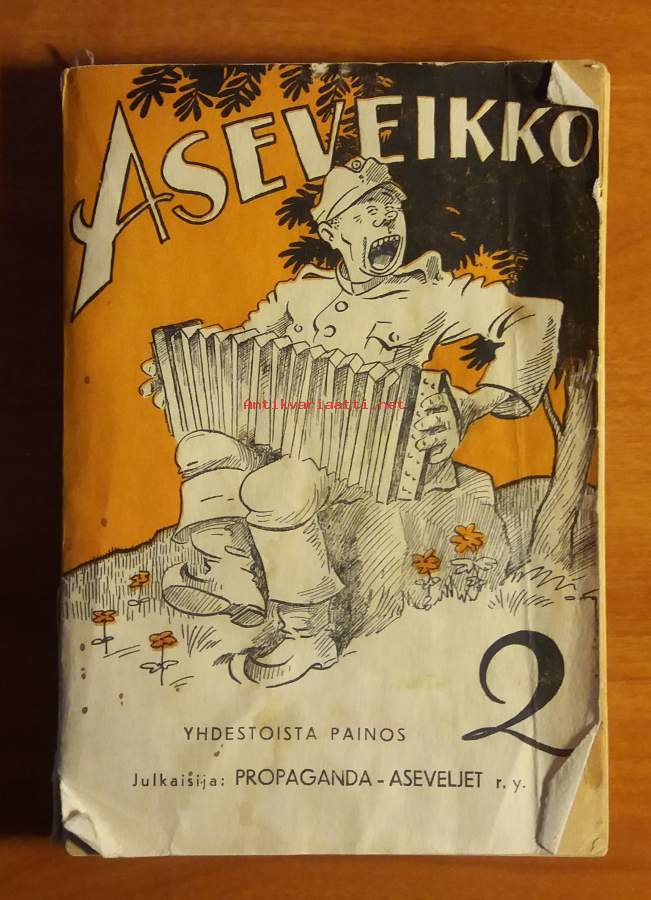 ASEVEIKKO
Antikvariaatti.net
2
YHDESTOISTA PAINOS
Julkaisija: PROPAGANDA - ASEVELJET r. y.